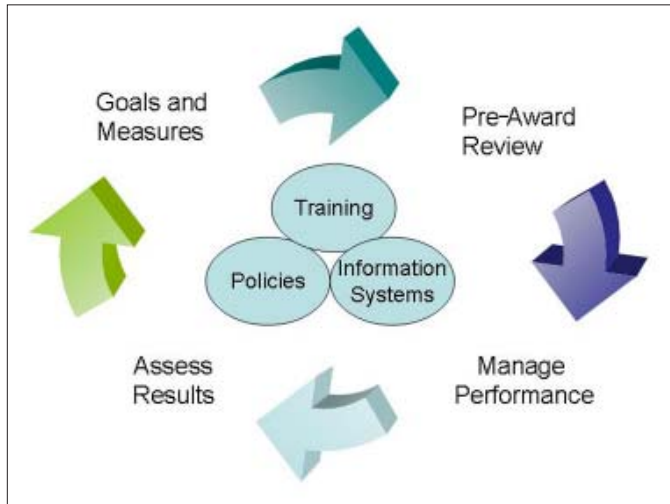 Goals and
Measures
Pre-Award
Review
Training
Policies
Information
Systems
Assess
Results
Manage
Performance